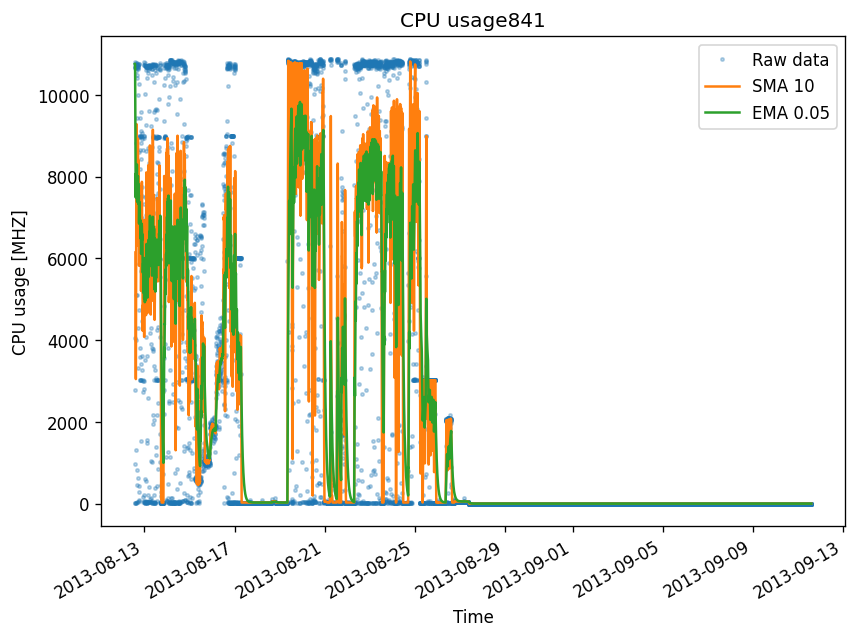 CPU usage841
Raw data
SMA 10
EMA 0.05
CPU usage [MHZ]
10000
8000
6000
4000
2000
0
2013-08-13
2013-08-17
2013-08-21
2013-08-25
2013-08-29
2013-09-01
2013-09-05
2013-09-09
2013-09-13
Time